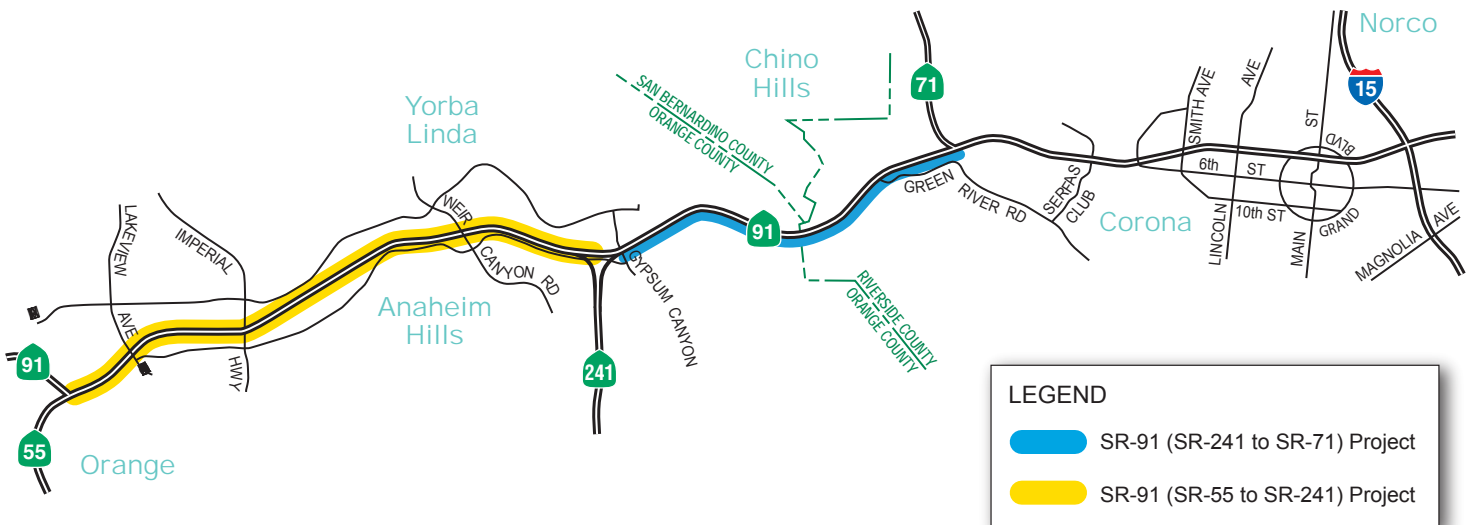 Norco
Chino
Hills
71
15
SAN BERNARDINO COUNTY
ORANGE COUNTY
Yorba
Linda
SMITH AVE
AVE
ST
BLVD
6th ST
GREEN RIVER RD
SERFAS
CLUB
Corona
LINCOLN
10th ST
MAIN
GRAND
MAGNOLIA AVE
LAKEVIEW
AVE
IMPERIAL
HWY
WEIR
CANYON RD
91
GYPSUM CANYON
RIVERSIDE COUNTY
ORANGE COUNTY
Anaheim
Hills
91
241
55
Orange
LEGEND
SR-91 (SR-241 to SR-71) Project
SR-91 (SR-55 to SR-241) Project